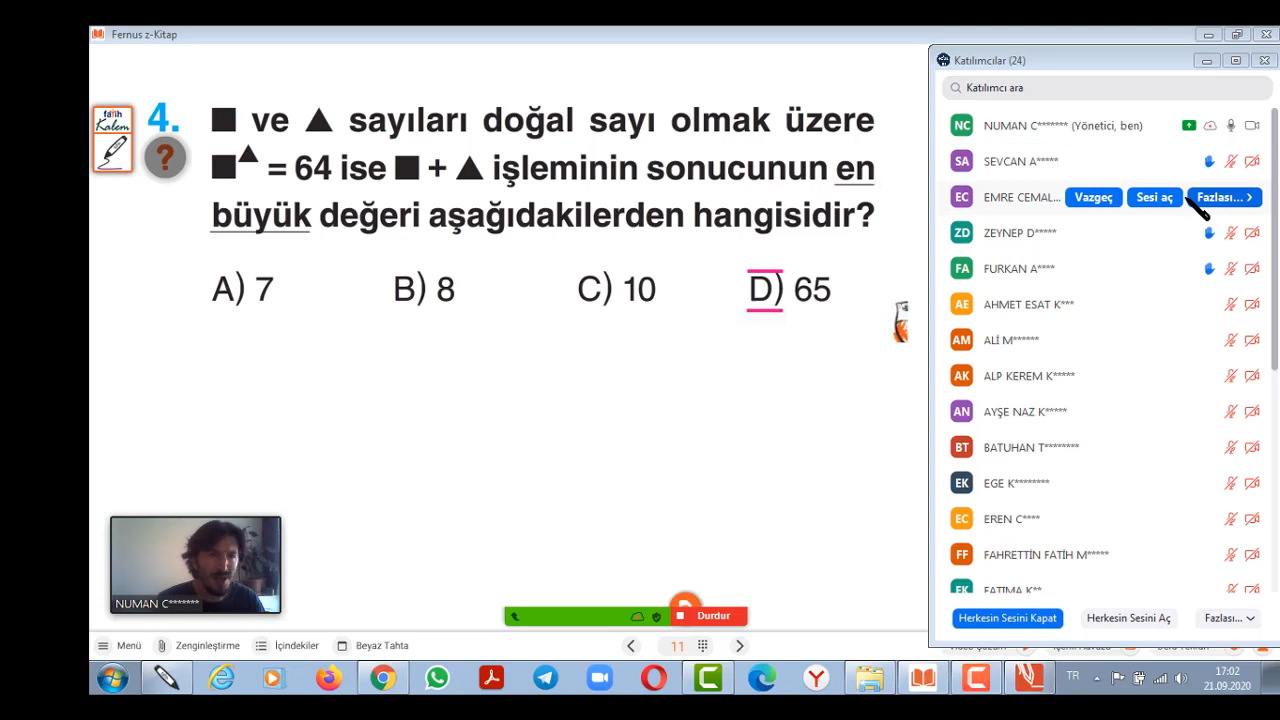 Fernus z-Kitap
fatih
Kalem
4.
?
■ ve ▲ sayıları doğal sayı olmak üzere
■▲ = 64 ise ■ + ▲ işleminin sonucunun en
büyük değeri aşağıdakilerden hangisidir?
A) 7 B) 8 C) 10 D) 65
NUMAN C*******
Durdur
Menü Zenginleştirme İçindekiler Beyaz Tahta 11
Katılımcılar (24)
Katılımcı ara
NC NUMAN C******* (Yönetici, ben)
SA SEVCAN A*****
EC EMRE CEMAL... Vazgeç Sesi aç Fazlası... >
ZD ZEYNEP D*****
FA FURKAN A****
AE AHMET ESAT K***
AM ALİ M******
AK ALP KEREM K*****
AN AYŞE NAZ K*****
BT BATUHAN T********
EK EGE K********
EC EREN C****
FF FAHRETTİN FATİH M*****
FATIMA K**
Herkesin Sesini Kapat Herkesin Sesini Aç Fazlası...
TR 17:02
21.09.2020